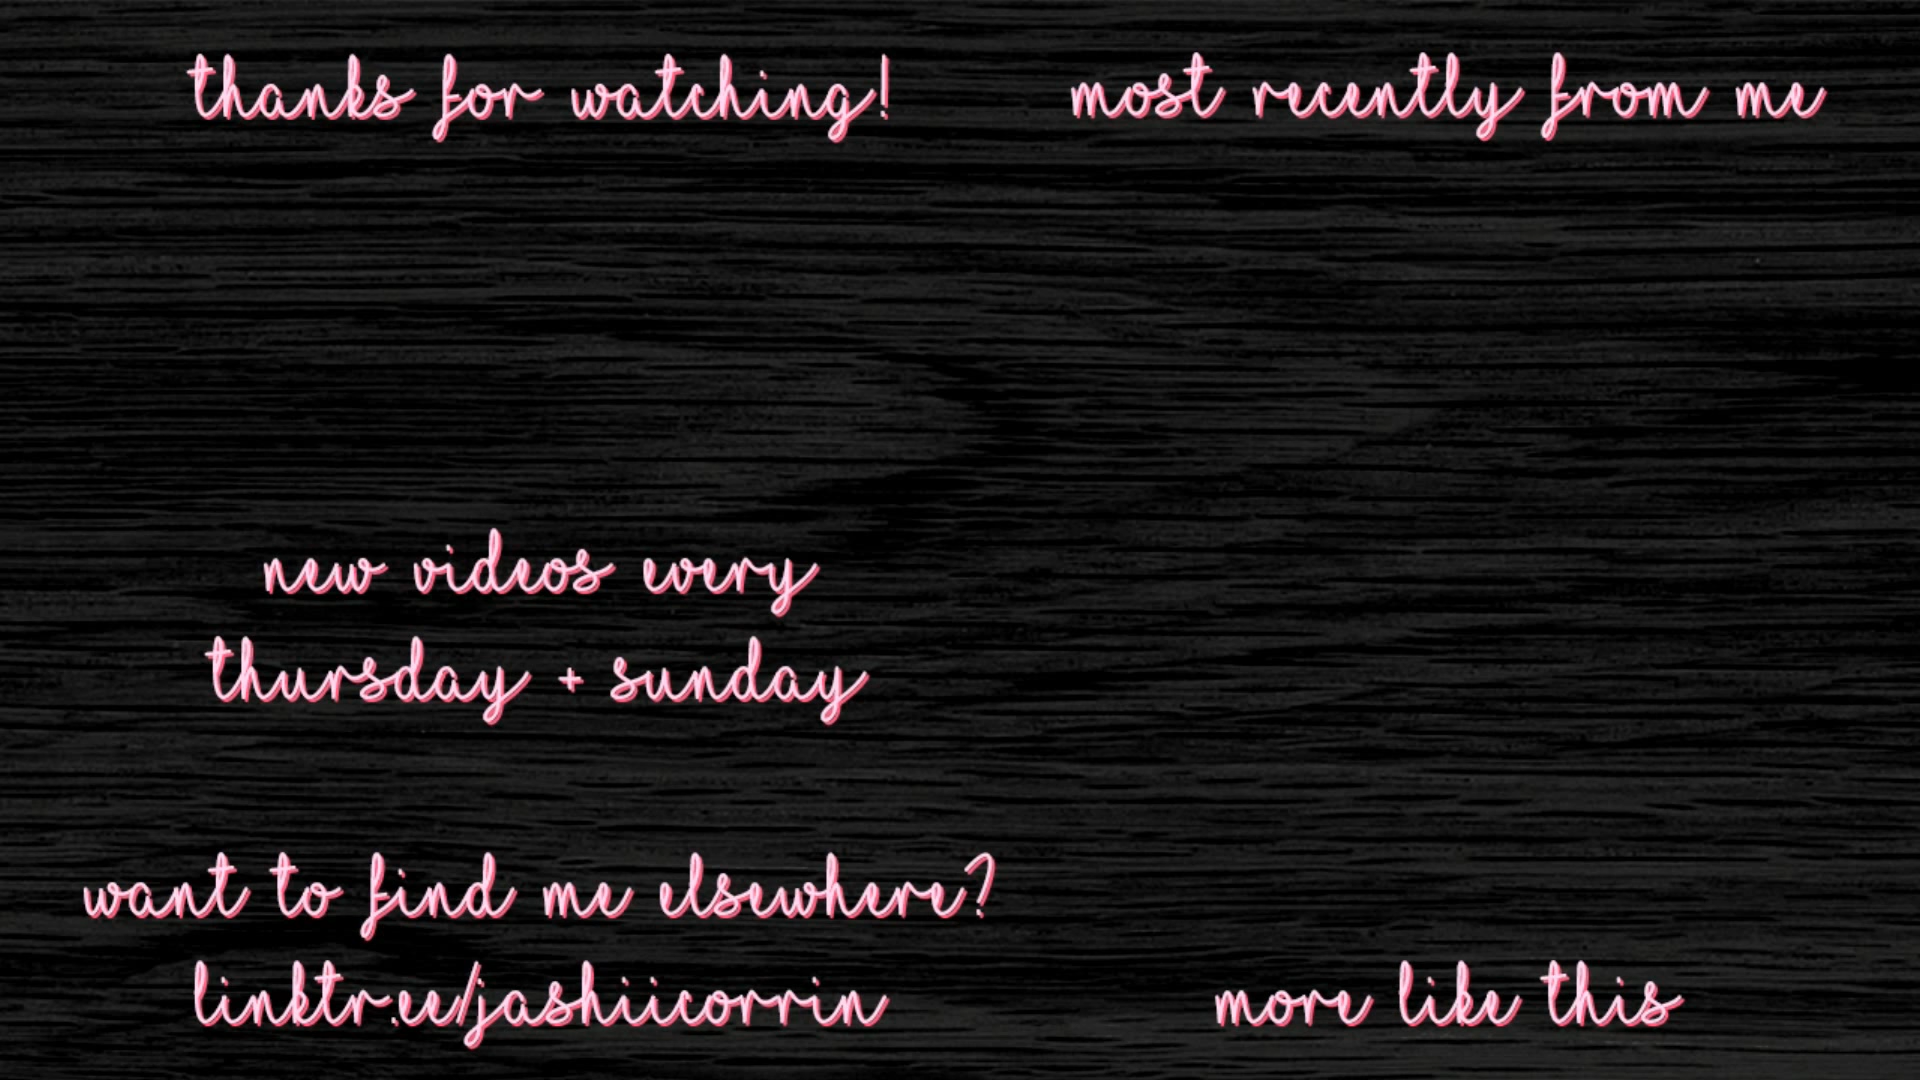 thanks for watching!
most recently from me
new videos every
thursday + sunday
want to find me elsewhere?
linktr.ee/jashiicorrin
more like this